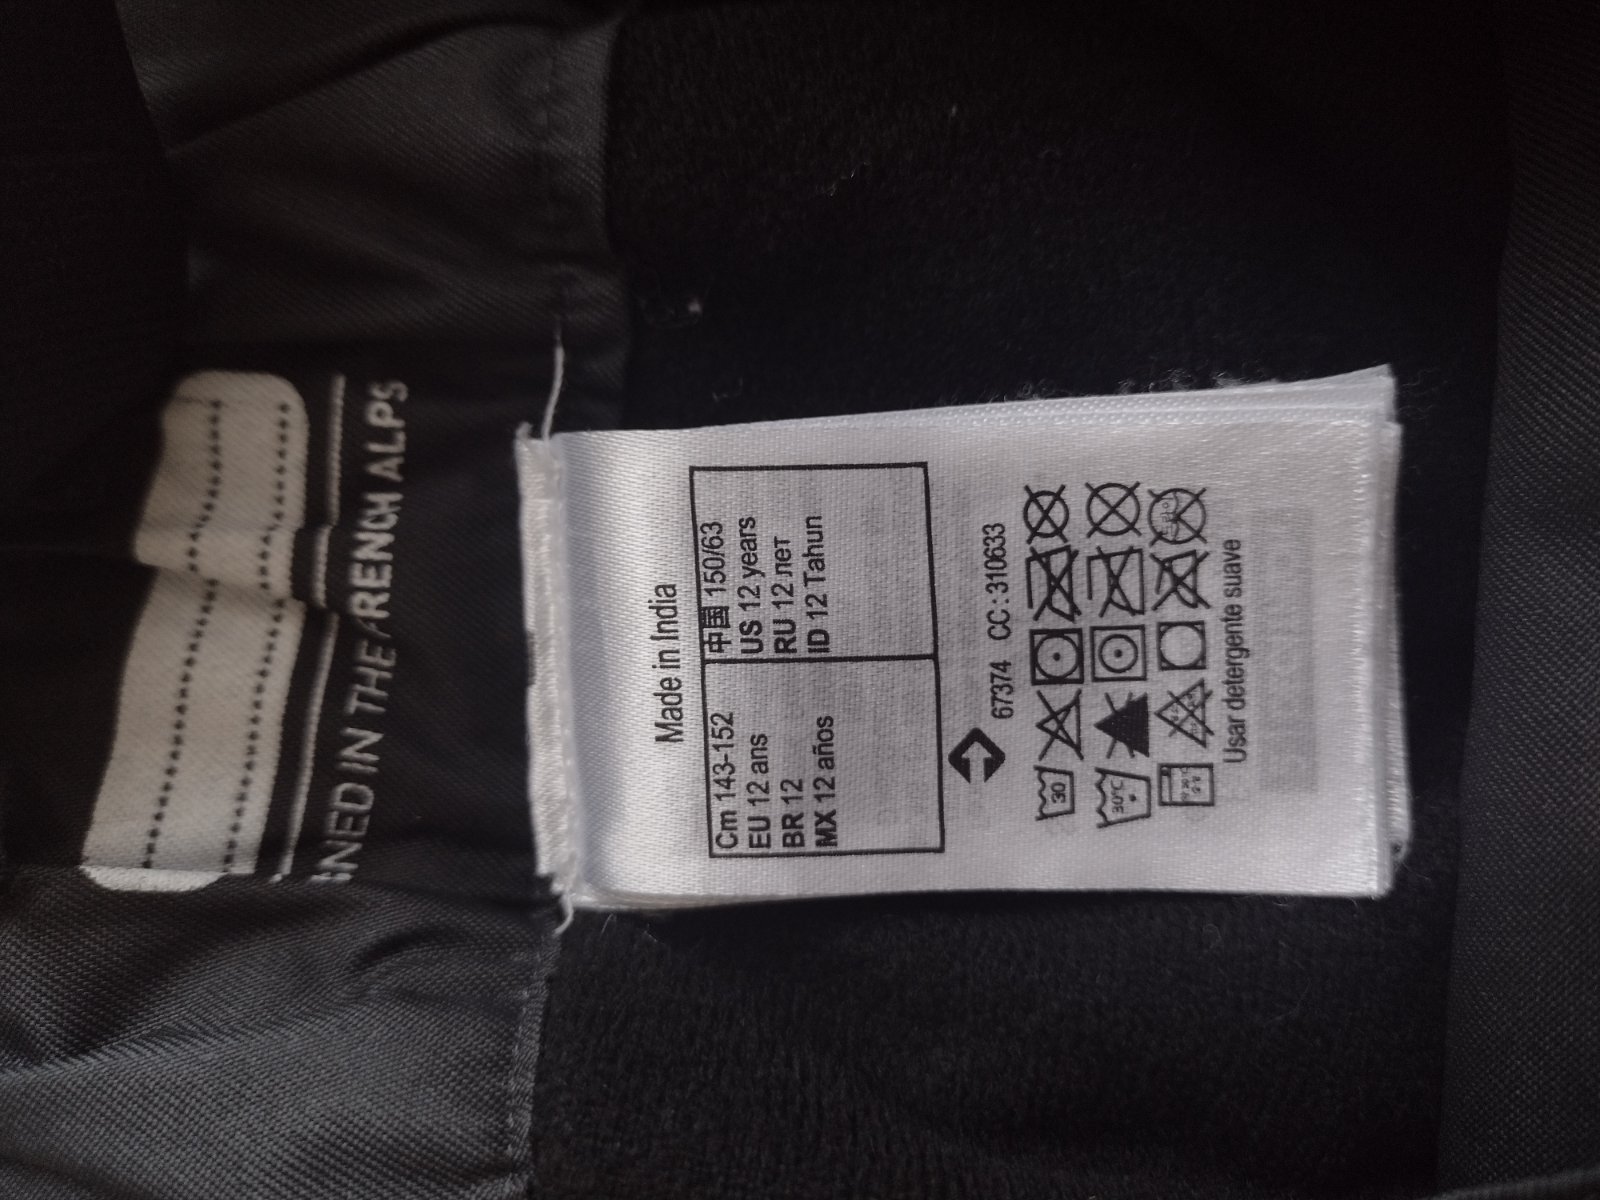 GNED IN THE FRENCH ALPS
Made in India
Cm 143-152
EU 12 ans
BR 12
MX 12 años
中国 150/63
US 12 years
RU 12 лет
ID 12 Tahun
67374 CC:310633
30
30°C
Usar detergente suave